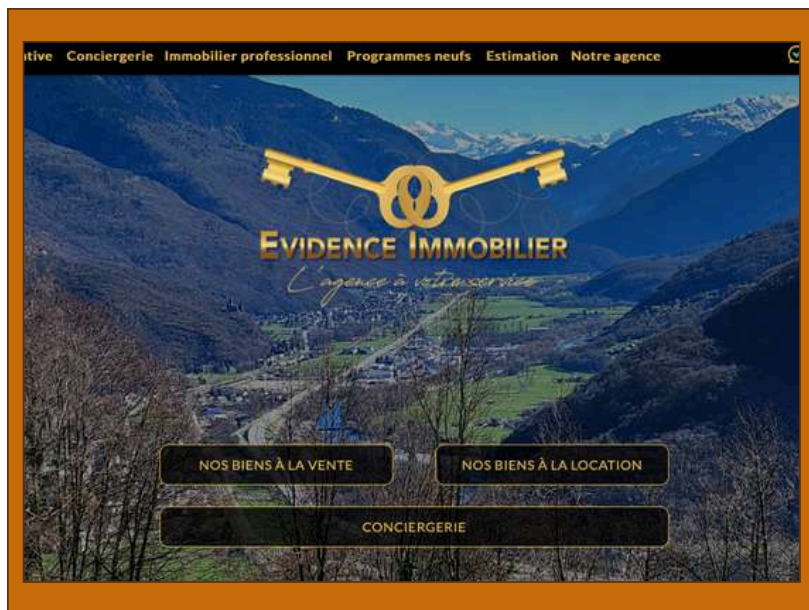 Conciergerie Immobilier professionnel Programmes neufs Estimation Notre agence
EVIDENCE IMMOBILIER
L'agence à votre service
NOS BIENS À LA VENTE NOS BIENS À LA LOCATION
CONCIERGERIE